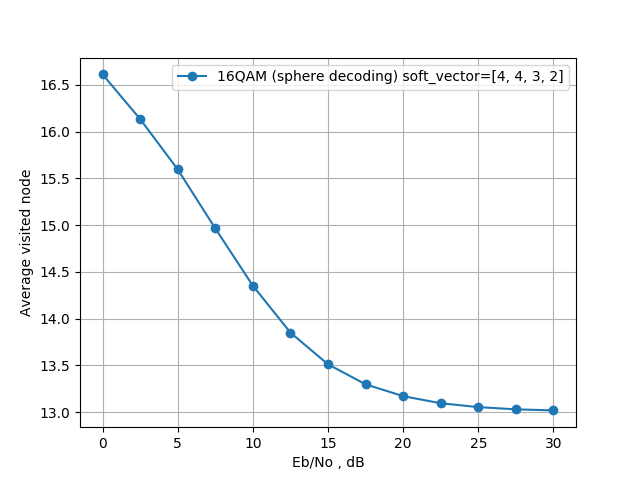 16QAM (sphere decoding) soft_vector=[4, 4, 3, 2]
16.5
16.0
15.5
15.0
14.5
14.0
13.5
13.0
Average visited node
0 5 10 15 20 25 30
Eb/No , dB